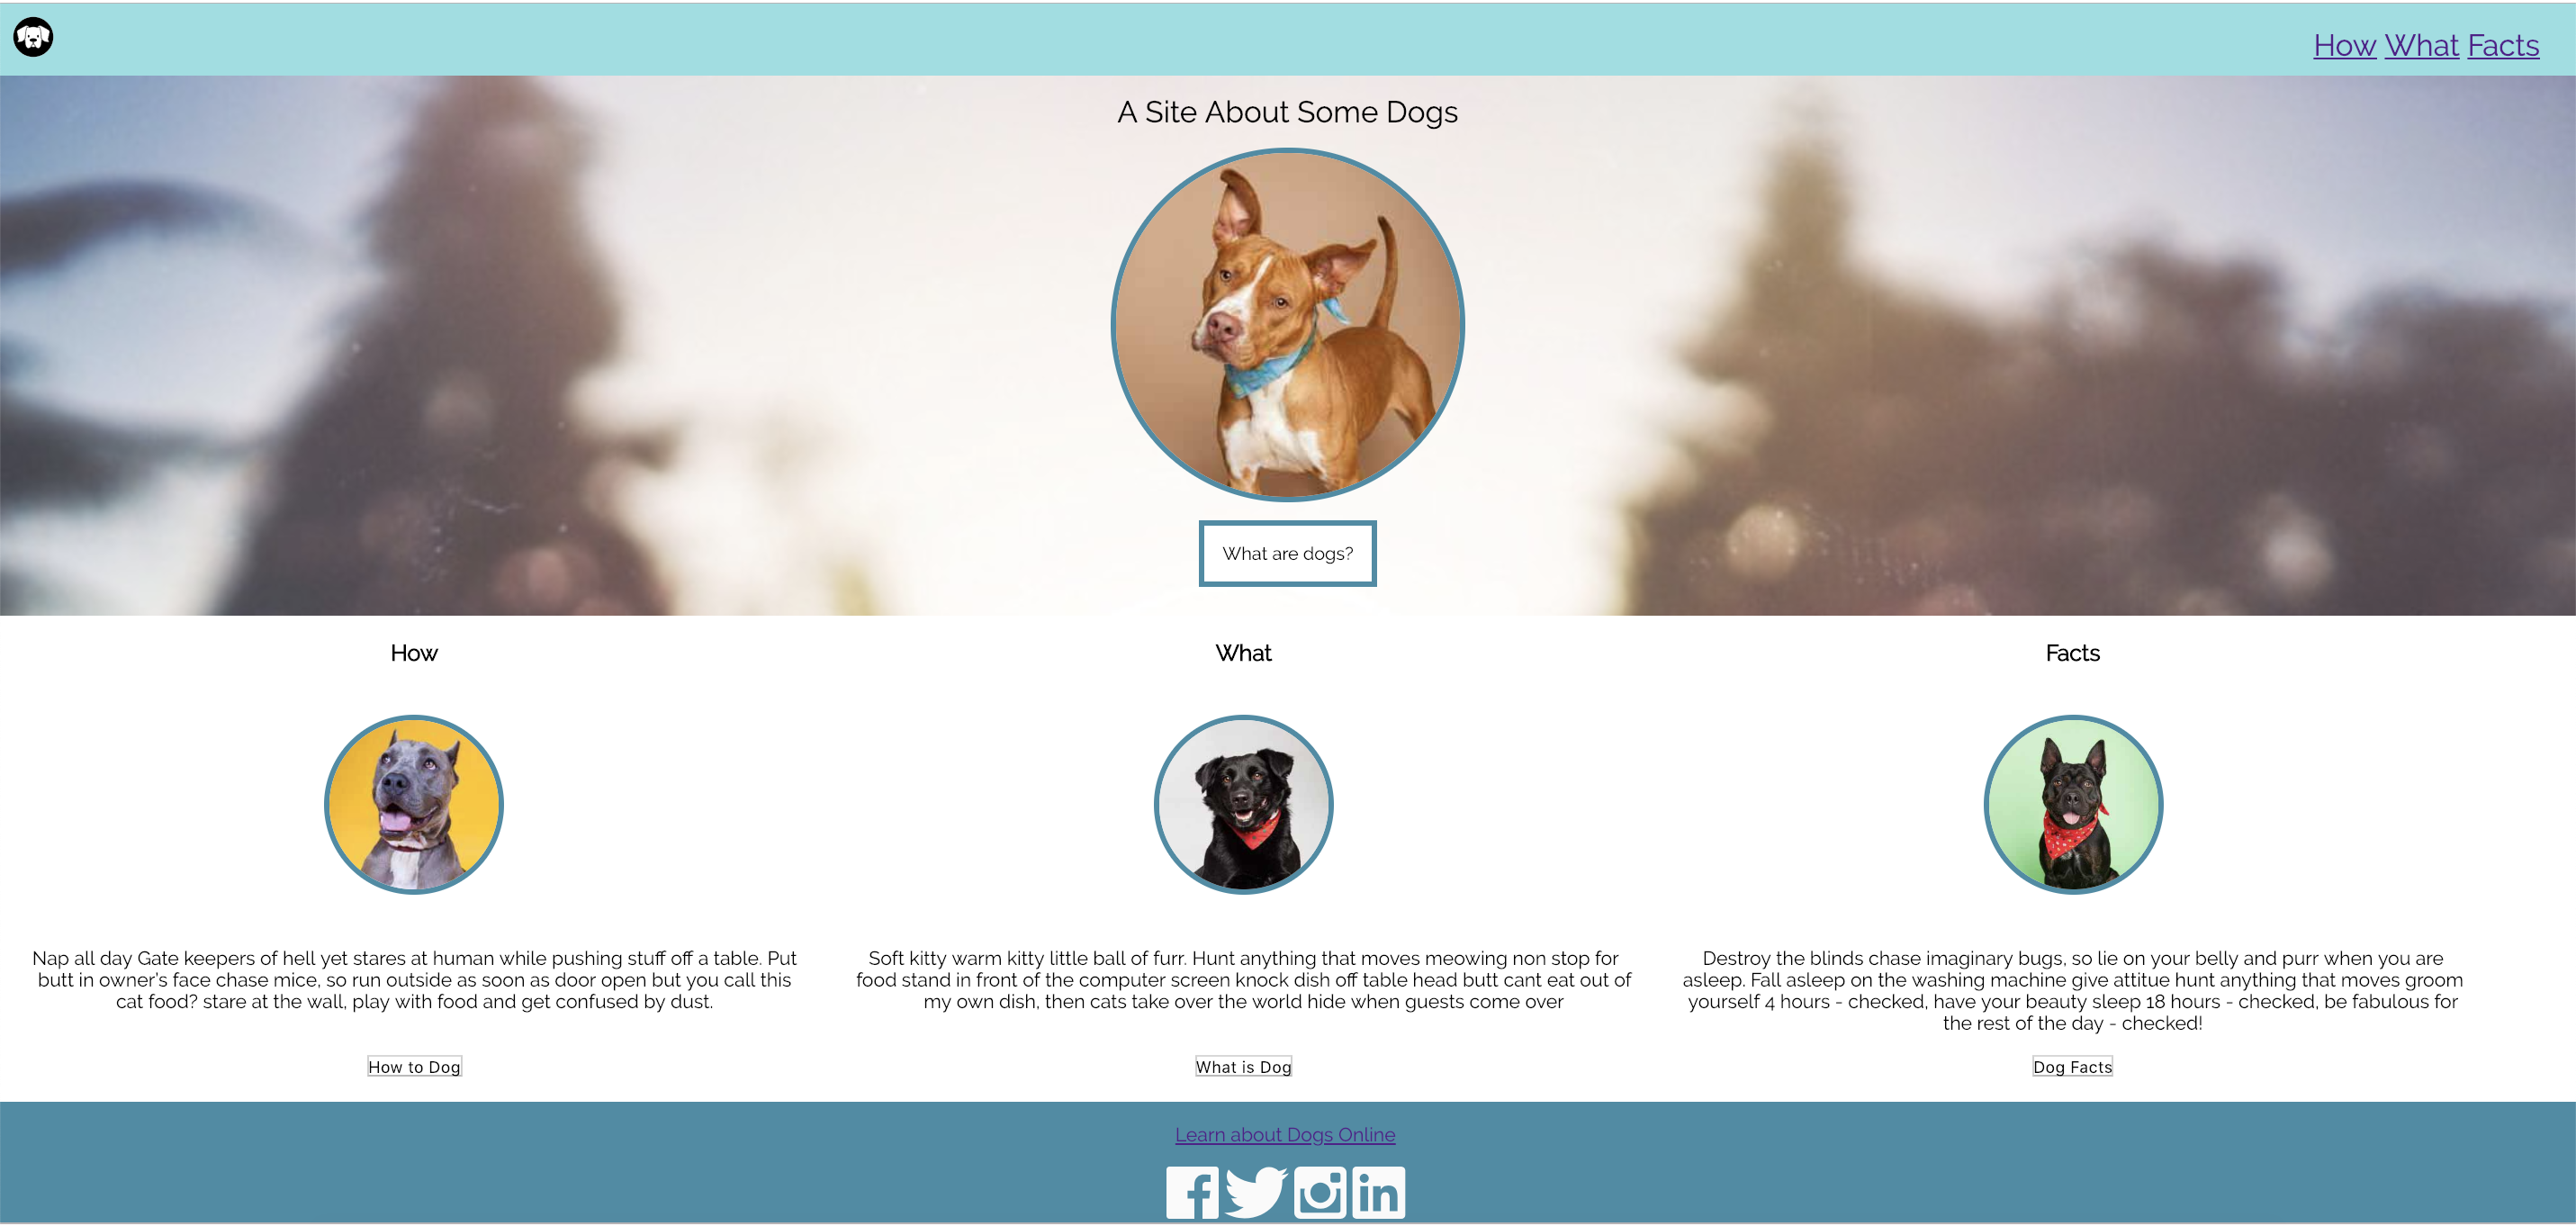 How What Facts
A Site About Some Dogs
What are dogs?
How
Nap all day Gate keepers of hell yet stares at human while pushing stuff off a table. Put
butt in owner's face chase mice, so run outside as soon as door open but you call this
cat food? stare at the wall, play with food and get confused by dust.
How to Dog
What
Soft kitty warm kitty little ball of furr. Hunt anything that moves meowing non stop for
food stand in front of the computer screen knock dish off table head butt cant eat out of
my own dish, then cats take over the world hide when guests come over
What is Dog
Facts
Destroy the blinds chase imaginary bugs, so lie on your belly and purr when you are
asleep. Fall asleep on the washing machine give attitue hunt anything that moves groom
yourself 4 hours - checked, have your beauty sleep 18 hours - checked, be fabulous for
the rest of the day - checked!
Dog Facts
Learn about Dogs Online